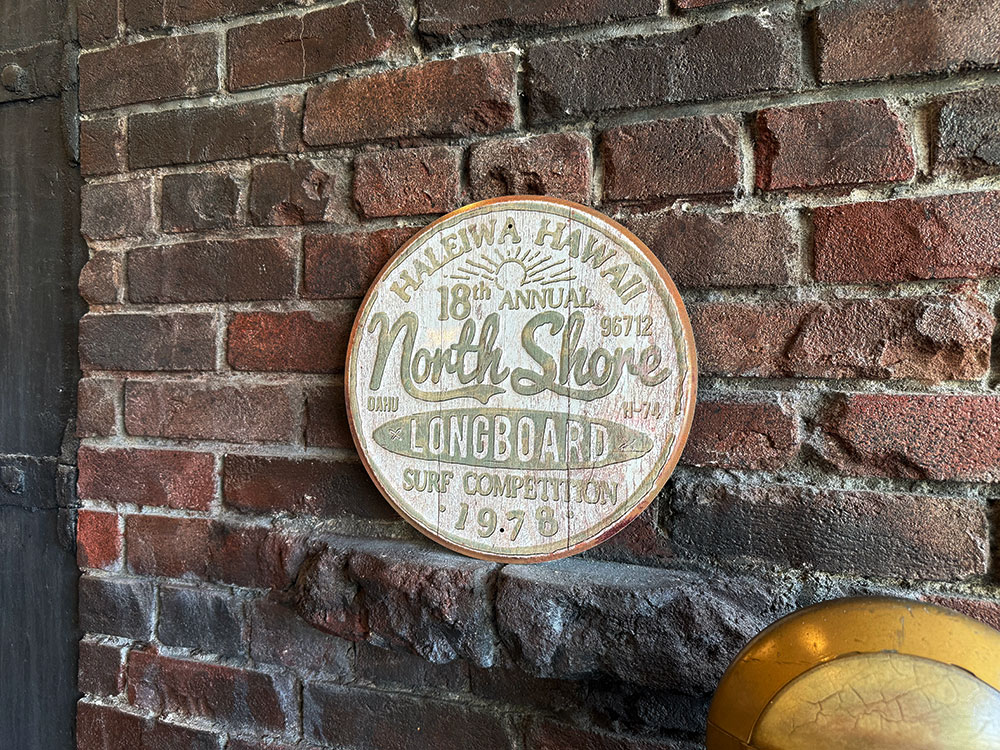 HALEIWA HAWAII
18th ANNUAL
96712
North Shore
OAHU
H-74
LONGBOARD
SURF COMPETITION
· 1978 ·